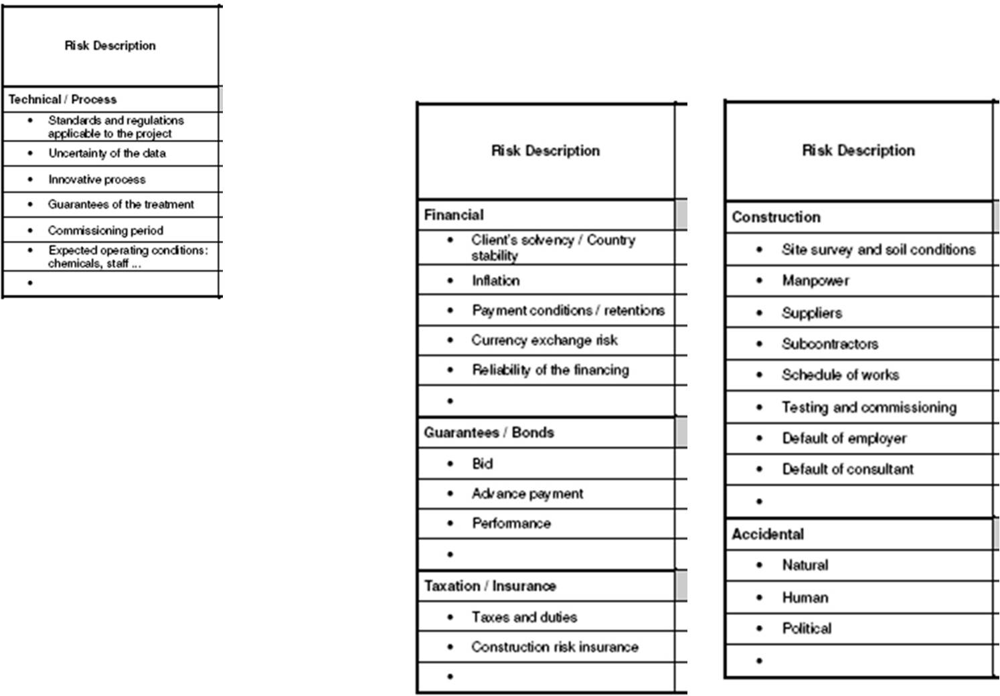 Risk Description
Technical / Process
• Standards and regulations
applicable to the project
• Uncertainty of the data
• Innovative process
• Guarantees of the treatment
• Commissioning period
• Expected operating conditions:
chemicals, staff ...
•
Risk Description
Financial
• Client's solvency / Country
stability
• Inflation
• Payment conditions / retentions
• Currency exchange risk
• Reliability of the financing
•
Guarantees / Bonds
• Bid
• Advance payment
• Performance
•
Taxation / Insurance
• Taxes and duties
• Construction risk insurance
•
Risk Description
Construction
• Site survey and soil conditions
• Manpower
• Suppliers
• Subcontractors
• Schedule of works
• Testing and commissioning
• Default of employer
• Default of consultant
•
Accidental
• Natural
• Human
• Political
•